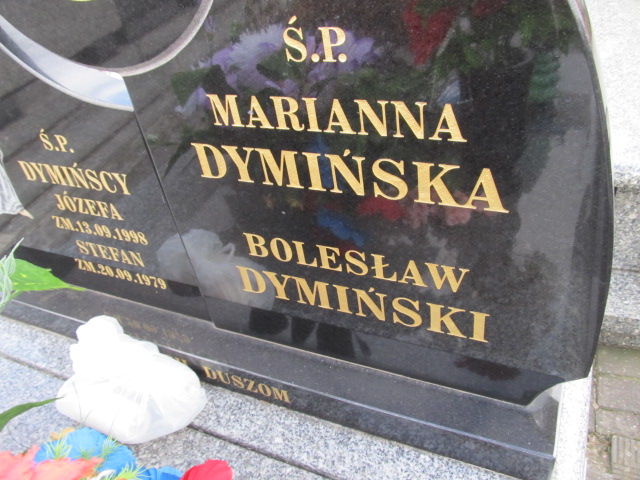 Ś.P.
DYMIŃSCY
JÓZEFA
ZM.13.09.1998
STEFAN
ZM.20.09.1979
Ś.P.
MARIANNA
DYMIŃSKA
BOLESŁAW
DYMIŃSKI
DUSZOM